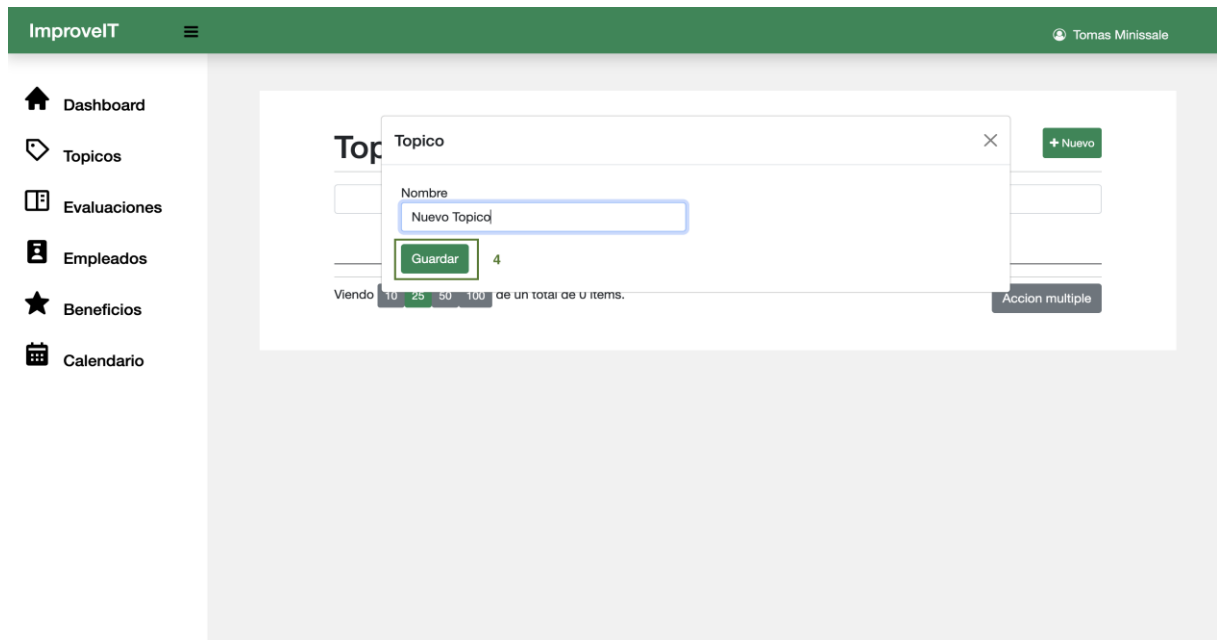 ImproveIT
Tomas Minissale
Dashboard
Topicos
Evaluaciones
Empleados
Beneficios
Calendario
Top
+ Nuevo
Topico
Nombre
Nuevo Topico
Guardar
4
Viendo 10 25 50 100 de un total de 0 items.
Accion multiple